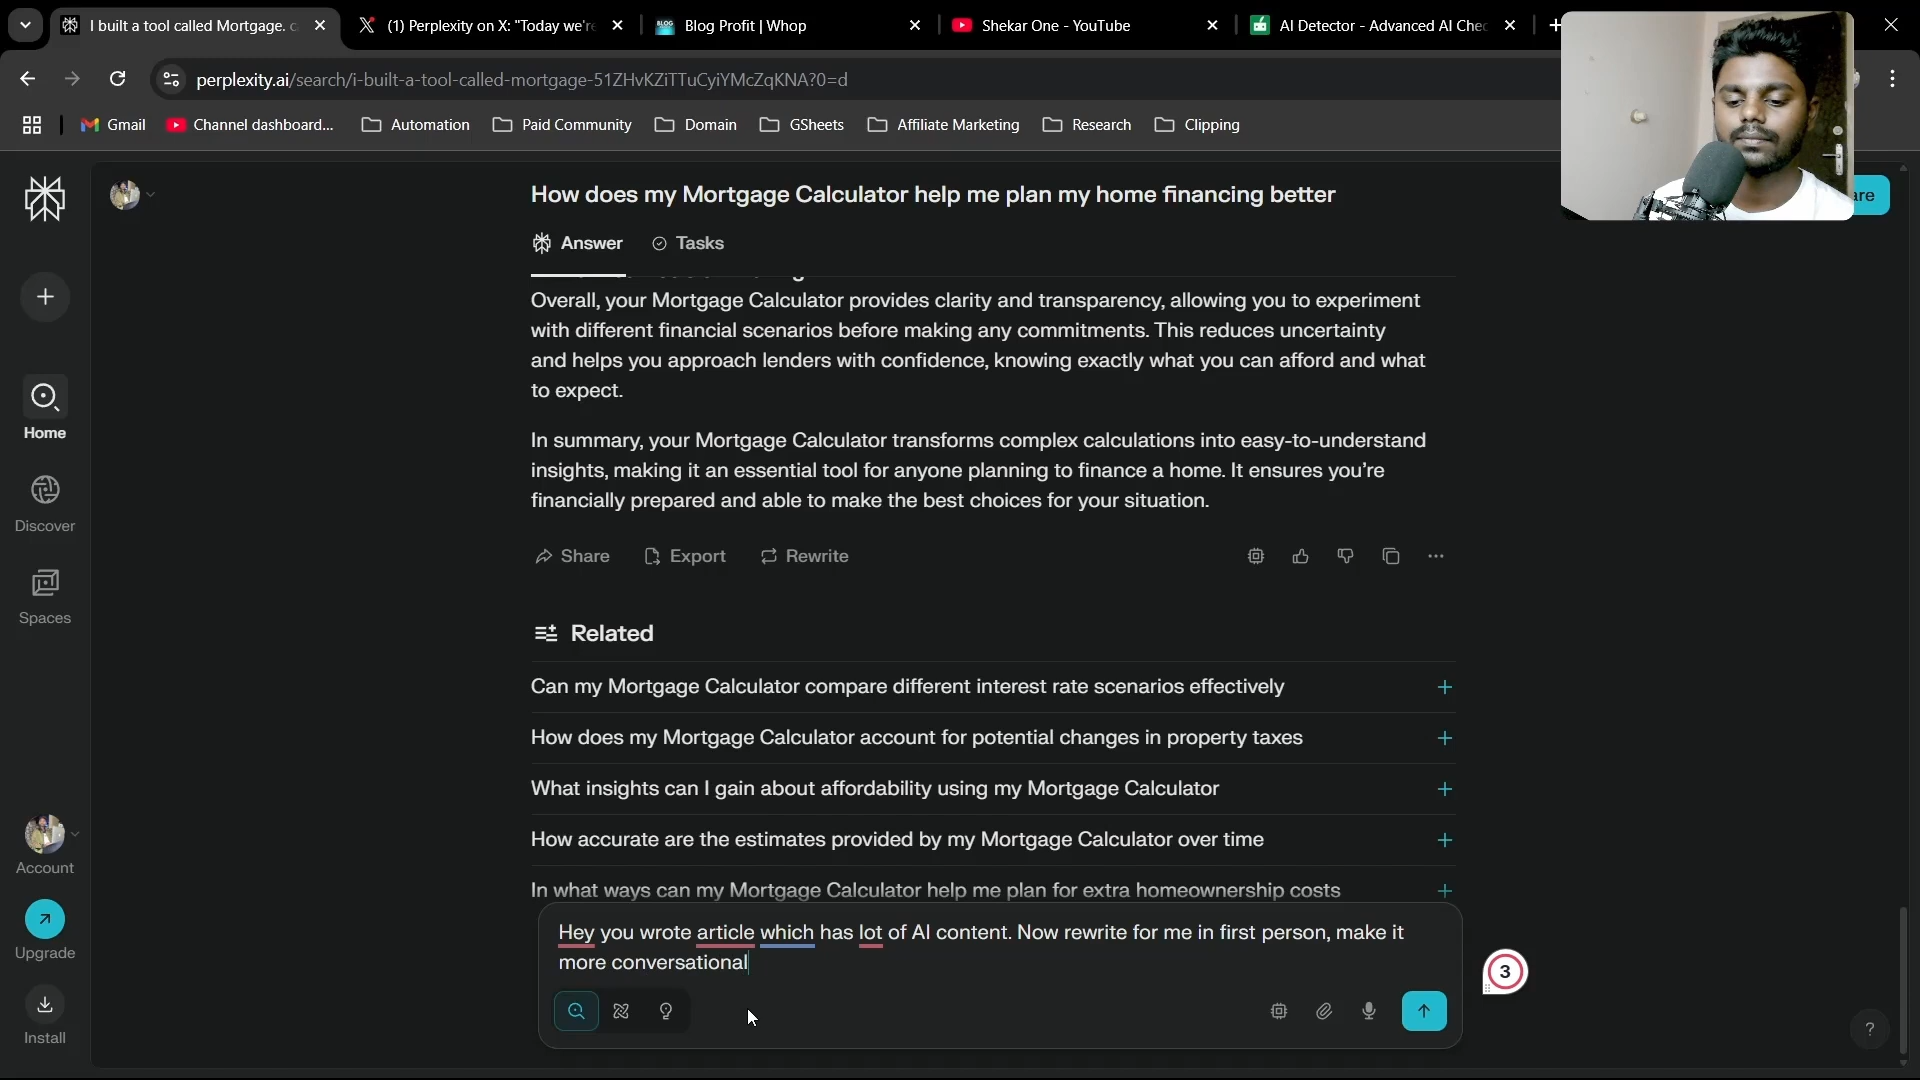 I built a tool called Mortgage. c
(1) Perplexity on X: "Today we're
BLOG
Blog Profit | Whop
Shekar One - YouTube
AI Detector - Advanced AI Chec
perplexity.ai/search/i-built-a-tool-called-mortgage-51ZHvKZiTTuCyiYMcZqKNA?0=d
Gmail
Channel dashboard...
Automation
Paid Community
Domain
GSheets
Affiliate Marketing
Research
Clipping
How does my Mortgage Calculator help me plan my home financing better
Answer
Tasks
Overall, your Mortgage Calculator provides clarity and transparency, allowing you to experiment
with different financial scenarios before making any commitments. This reduces uncertainty
and helps you approach lenders with confidence, knowing exactly what you can afford and what
to expect.
In summary, your Mortgage Calculator transforms complex calculations into easy-to-understand
insights, making it an essential tool for anyone planning to finance a home. It ensures you're
financially prepared and able to make the best choices for your situation.
Share
Export
Rewrite
Related
Can my Mortgage Calculator compare different interest rate scenarios effectively
How does my Mortgage Calculator account for potential changes in property taxes
What insights can I gain about affordability using my Mortgage Calculator
How accurate are the estimates provided by my Mortgage Calculator over time
In what ways can my Mortgage Calculator help me plan for extra homeownership costs
Hey you wrote article which has lot of AI content. Now rewrite for me in first person, make it
more conversational
3
Home
Discover
Spaces
Account
Upgrade
Install
are
?